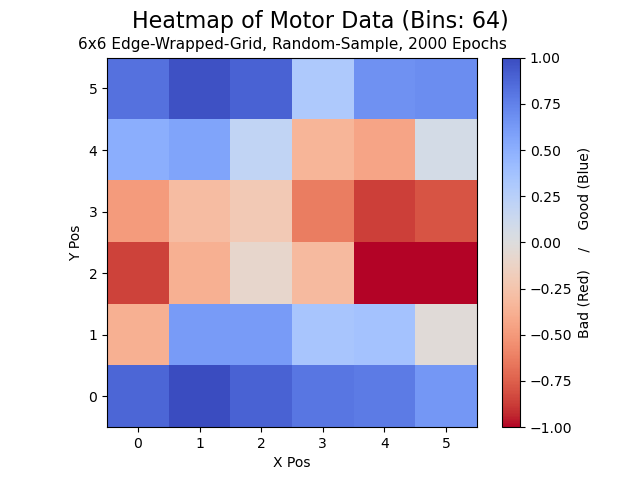 Heatmap of Motor Data (Bins: 64)
6x6 Edge-Wrapped-Grid, Random-Sample, 2000 Epochs
Y Pos
5
4
3
2
1
0
0 1 2 3 4 5
X Pos
1.00
0.75
0.50
0.25
0.00
−0.25
−0.50
−0.75
−1.00
Bad (Red) / Good (Blue)